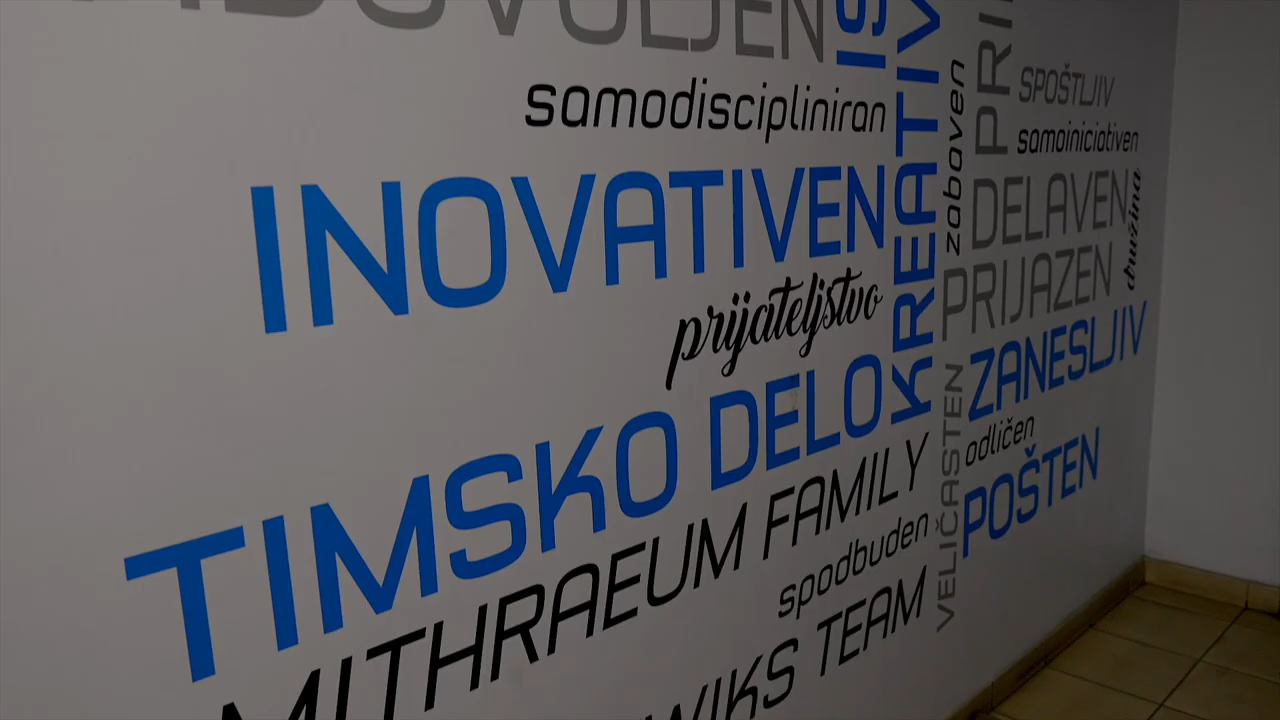 samodiscipliniran
INOVATIVEN
prijateljstvo
TIMSKO DELO
MITHRAEUM FAMILY
spodbuden
TEAM
KREATIV
zabaven
VELIČASTEN
SPOŠTLJIV
samoiniciativen
DELAVEN
družina
PRIJAZEN
ZANESLJIV
odličen
POŠTEN